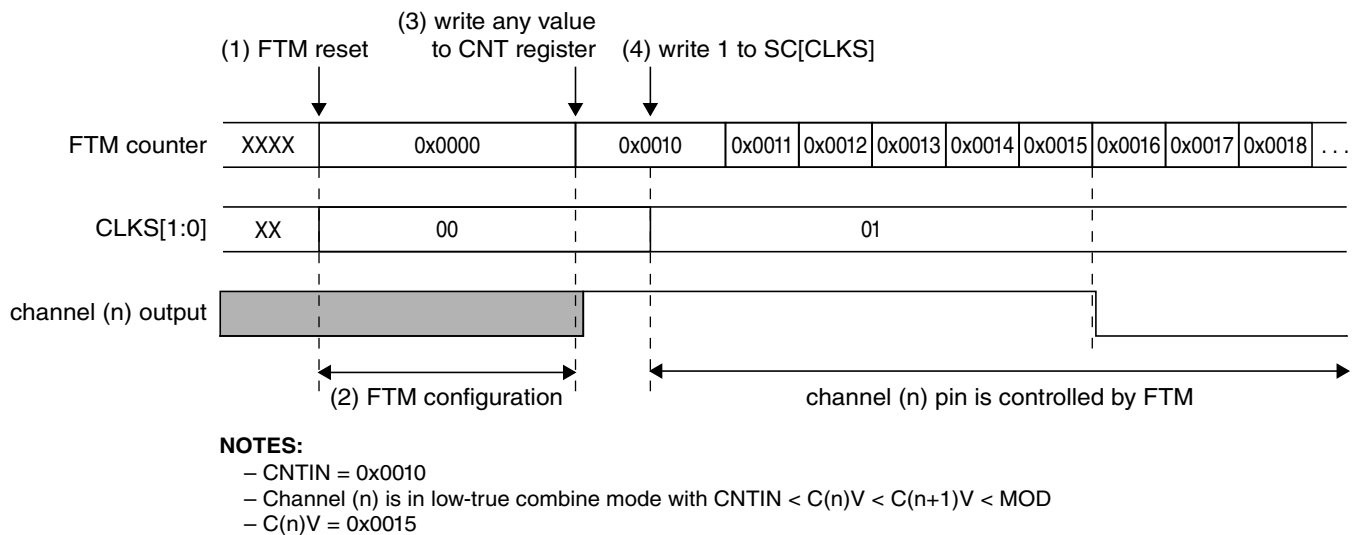 (3) write any value
(1) FTM reset to CNT register (4) write 1 to SC[CLKS]
FTM counter XXXX 0x0000 0x0010 0x0011 0x0012 0x0013 0x0014 0x0015 0x0016 0x0017 0x0018 . . .
CLKS[1:0] XX 00 01
channel (n) output
(2) FTM configuration channel (n) pin is controlled by FTM
NOTES:
– CNTIN = 0x0010
– Channel (n) is in low-true combine mode with CNTIN < C(n)V < C(n+1)V < MOD
– C(n)V = 0x0015